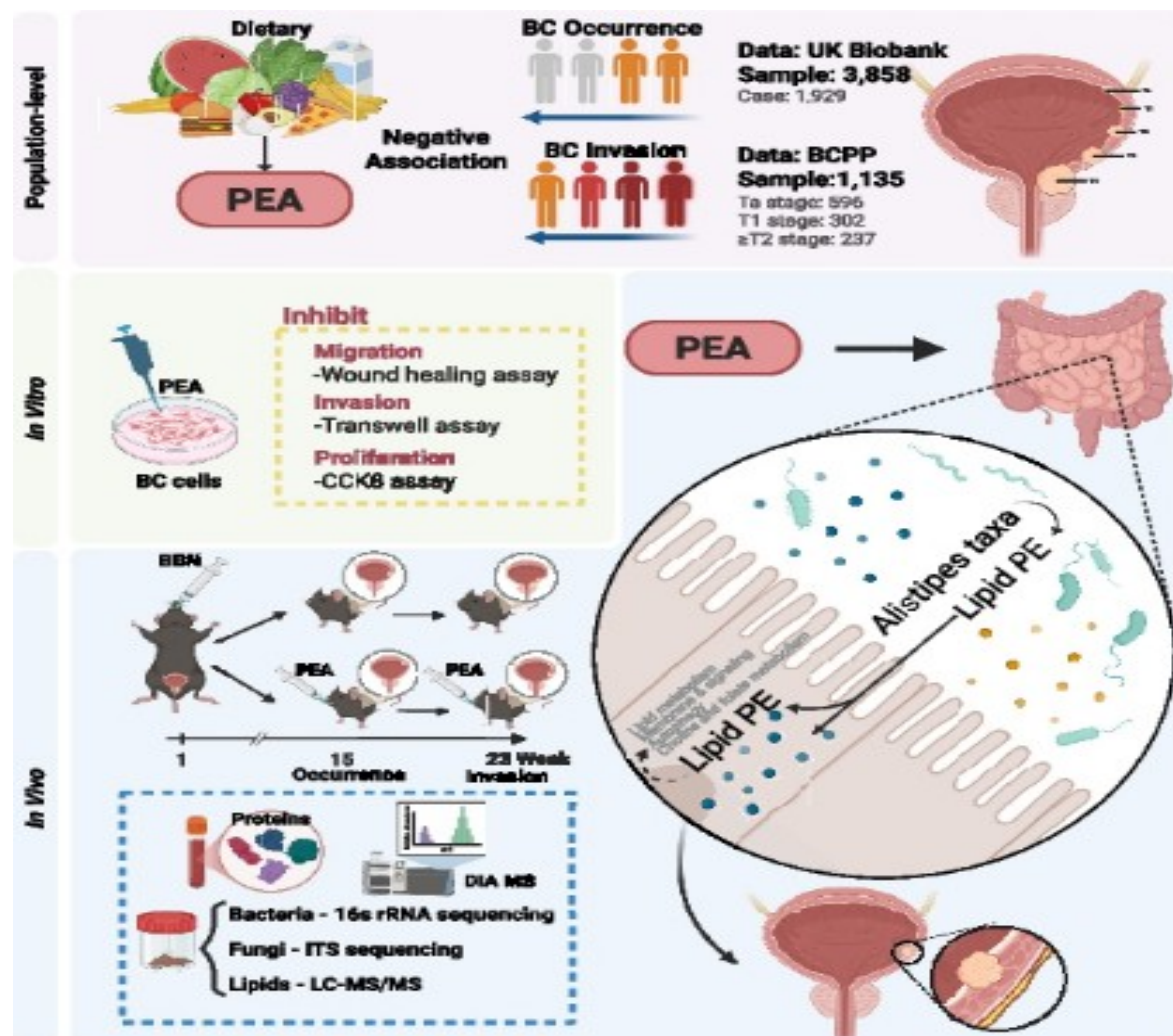 Population-level
Dietary
PEA
Negative
Association
BC Occurrence
BC Invasion
Data: UK Biobank
Sample: 3,858
Case: 1,929
Data: BCPP
Sample:1,135
Ta stage: 596
T1 stage: 302
≥T2 stage: 237
In Vitro
PEA
BC cells
Inhibit
Migration
-Wound healing assay
Invasion
-Transwell assay
Proliferation
-CCK8 assay
PEA
Alistipes taxa
Lipid PE
Lipid PE
Lipid metabolism
In Vivo
BBN
PEA
PEA
1
15
23 Week
Occurrence
Invasion
Proteins
DIA MS
Bacteria - 16s rRNA sequencing
Fungi - ITS sequencing
Lipids - LC-MS/MS